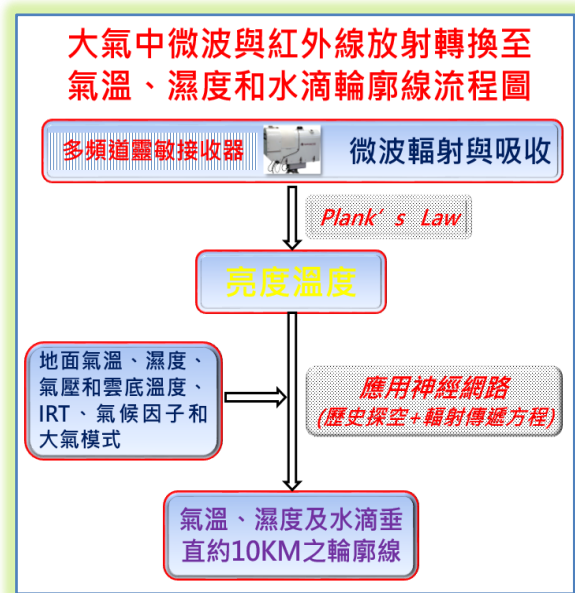 大氣中微波與紅外線放射轉換至
氣溫、濕度和水滴輪廓線流程圖
多頻道靈敏接收器 微波輻射與吸收
Plank’s Law
亮度溫度
地面氣溫、濕度、
氣壓和雲底溫度、
IRT、氣候因子和
大氣模式
應用神經網路
(歷史探空+輻射傳遞方程)
氣溫、濕度及水滴垂
直約10KM之輪廓線